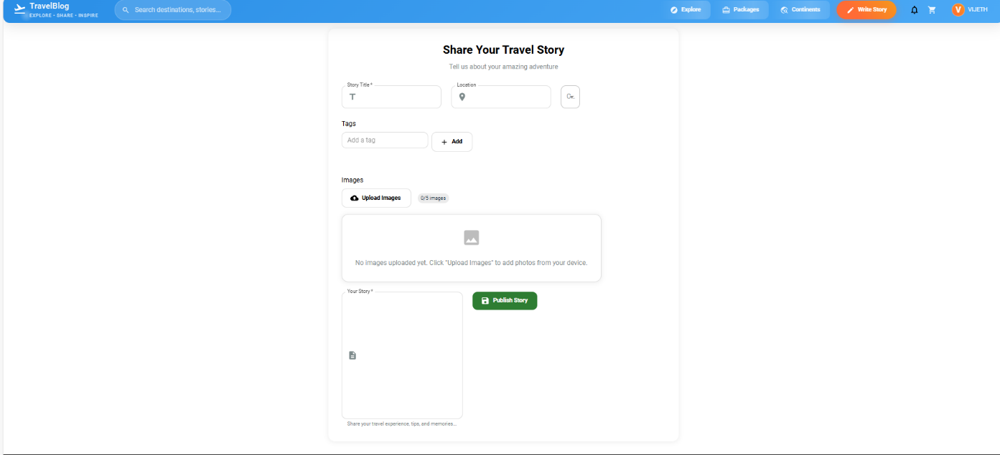 TravelBlog
EXPLORE • SHARE • INSPIRE
Search destinations, stories...
Explore
Packages
Continents
Write Story
V
VIJETH
Share Your Travel Story
Tell us about your amazing adventure
Story Title *
Location
Tags
Add a tag
+ Add
Images
Upload Images
0/5 images
No images uploaded yet. Click "Upload Images" to add photos from your device.
Your Story *
Publish Story
Share your travel experience, tips, and memories...